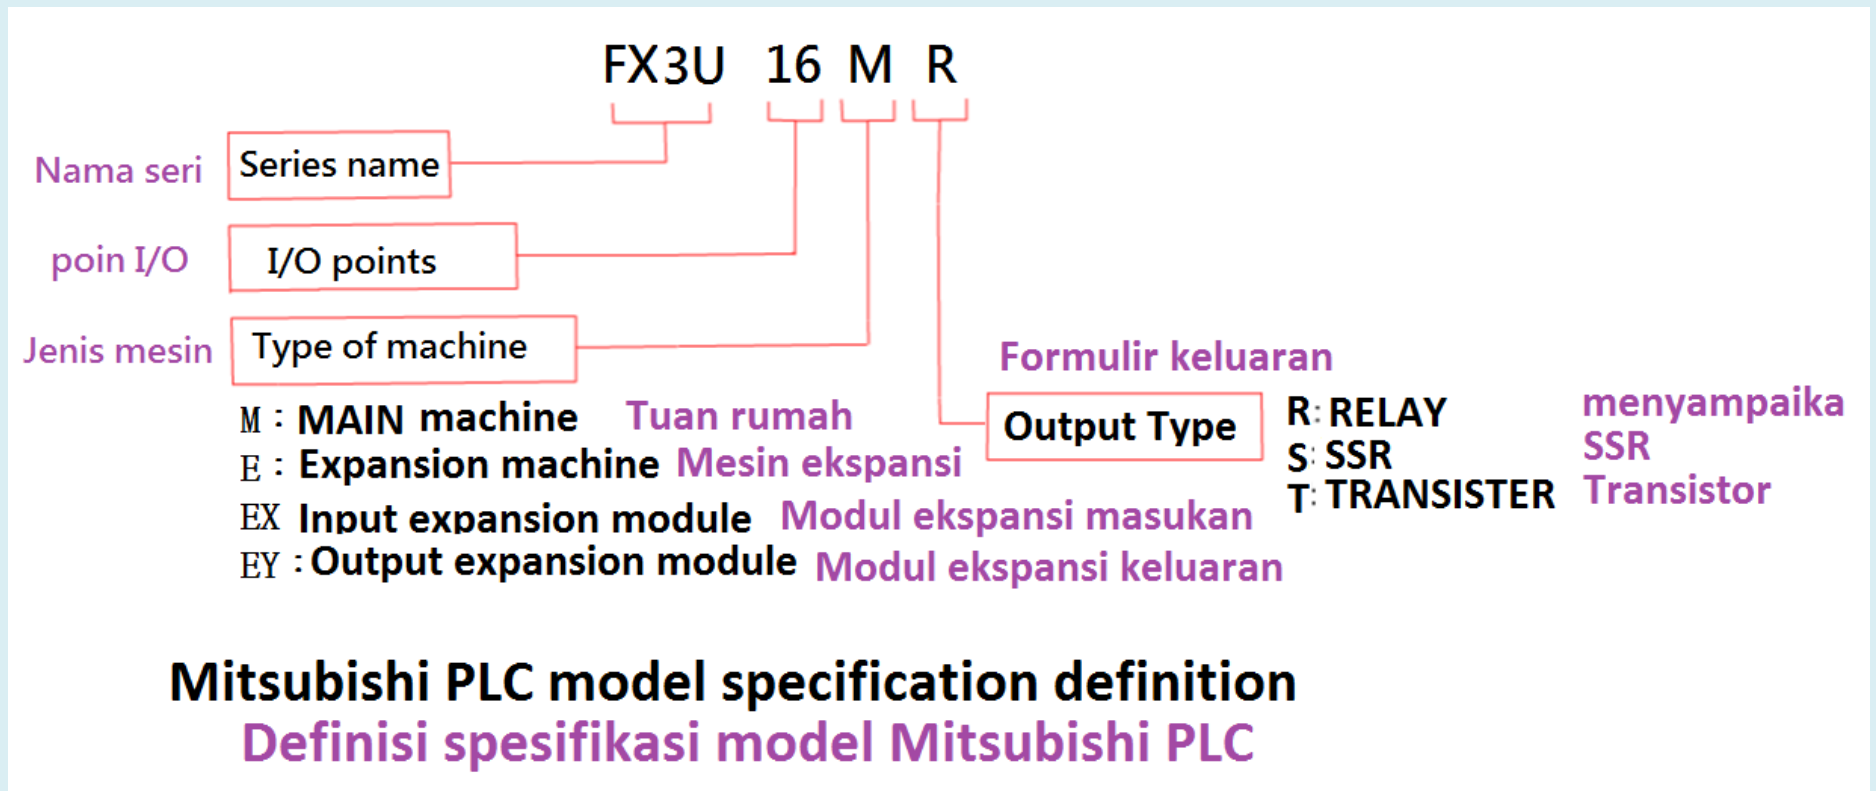 FX3U 16 M R
Nama seri Series name
poin I/O I/O points
Jenis mesin Type of machine
M : MAIN machine Tuan rumah
E : Expansion machine Mesin ekspansi
EX Input expansion module Modul ekspansi masukan
EY : Output expansion module Modul ekspansi keluaran
Formulir keluaran
Output Type
R: RELAY menyampaika
S: SSR SSR
T: TRANSISTER Transistor
Mitsubishi PLC model specification definition
Definisi spesifikasi model Mitsubishi PLC